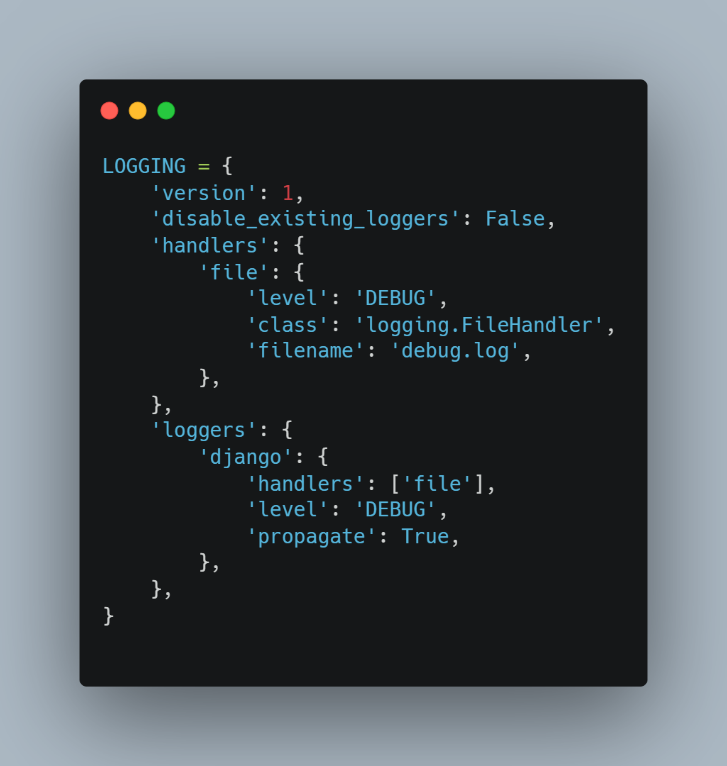 LOGGING = {
    'version': 1,
    'disable_existing_loggers': False,
    'handlers': {
        'file': {
            'level': 'DEBUG',
            'class': 'logging.FileHandler',
            'filename': 'debug.log',
        },
    },
    'loggers': {
        'django': {
            'handlers': ['file'],
            'level': 'DEBUG',
            'propagate': True,
        },
    },
}